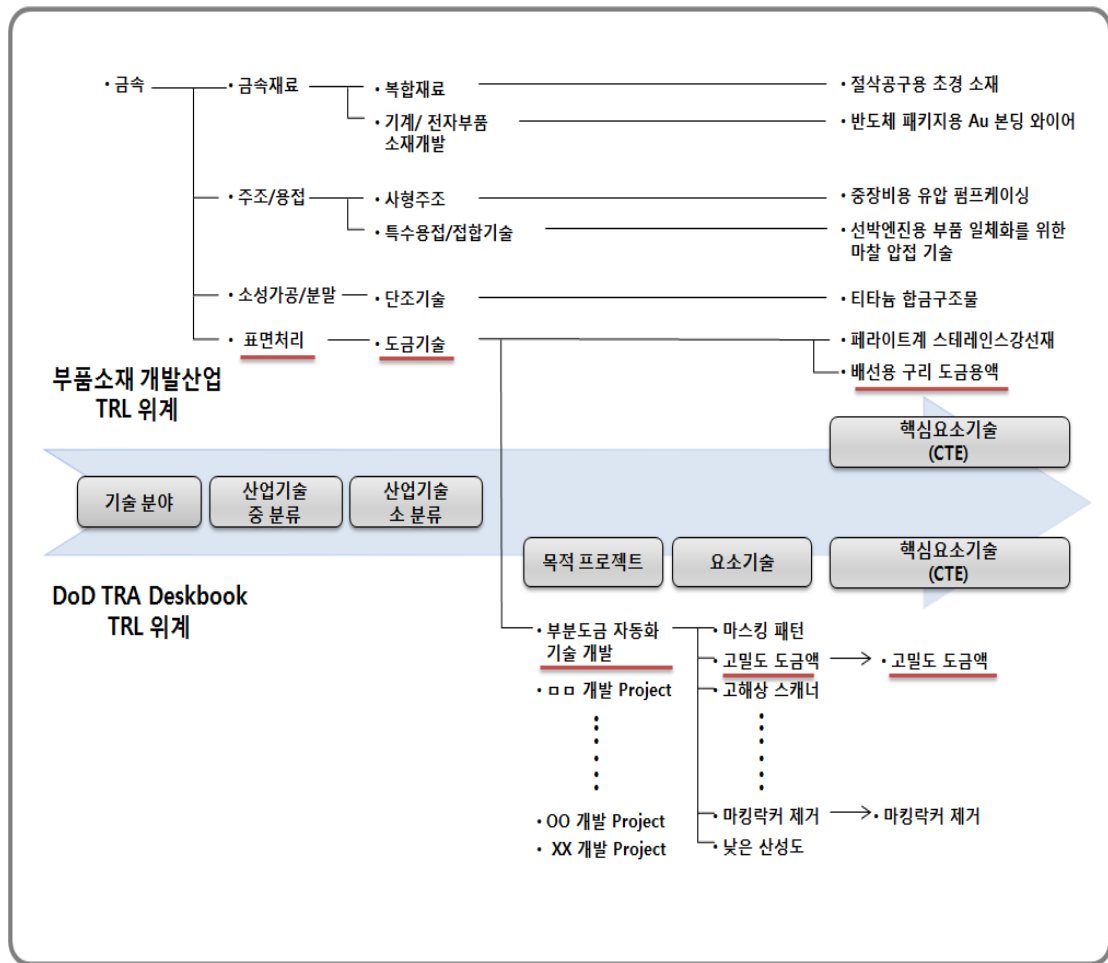 • 금속
• 금속재료
• 복합재료
• 절삭공구용 초경 소재
• 기계/ 전자부품
소재개발
• 반도체 패키지용 Au 본딩 와이어
• 주조/용접
• 사형주조
• 중장비용 유압 펌프케이싱
• 특수용접/접합기술
• 선박엔진용 부품 일체화를 위한
마찰 압접 기술
• 소성가공/분말
• 단조기술
• 티타늄 합금구조물
• 표면처리
• 도금기술
• 페라이트계 스테레인스강선재
• 배선용 구리 도금용액
부품소재 개발산업
TRL 위계
핵심요소기술
(CTE)
기술 분야
산업기술
중 분류
산업기술
소 분류
목적 프로젝트
요소기술
핵심요소기술
(CTE)
DoD TRA Deskbook
TRL 위계
• 부분도금 자동화
기술 개발
• 마스킹 패턴
• 고밀도 도금액
• 고밀도 도금액
• ㅁㅁ 개발 Project
• 고해상 스캐너
• 마킹락커 제거
• 마킹락커 제거
• OO 개발 Project
• XX 개발 Project
• 낮은 산성도